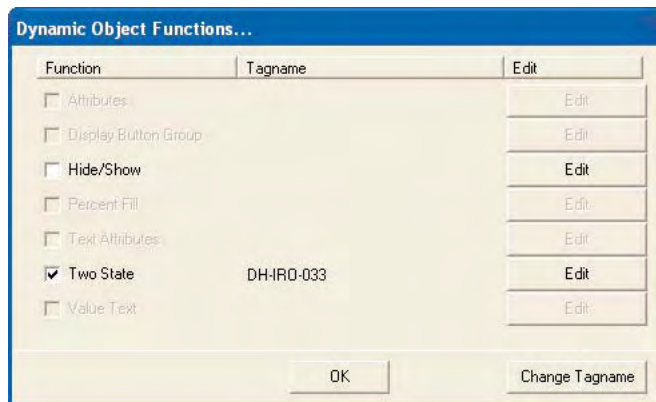 Dynamic Object Functions...
Function Tagname Edit
Attributes Edit
Display Button Group Edit
Hide/Show Edit
Percent Fill Edit
Text Attributes Edit
Two State DH-IRO-033 Edit
Value Text Edit
OK Change Tagname